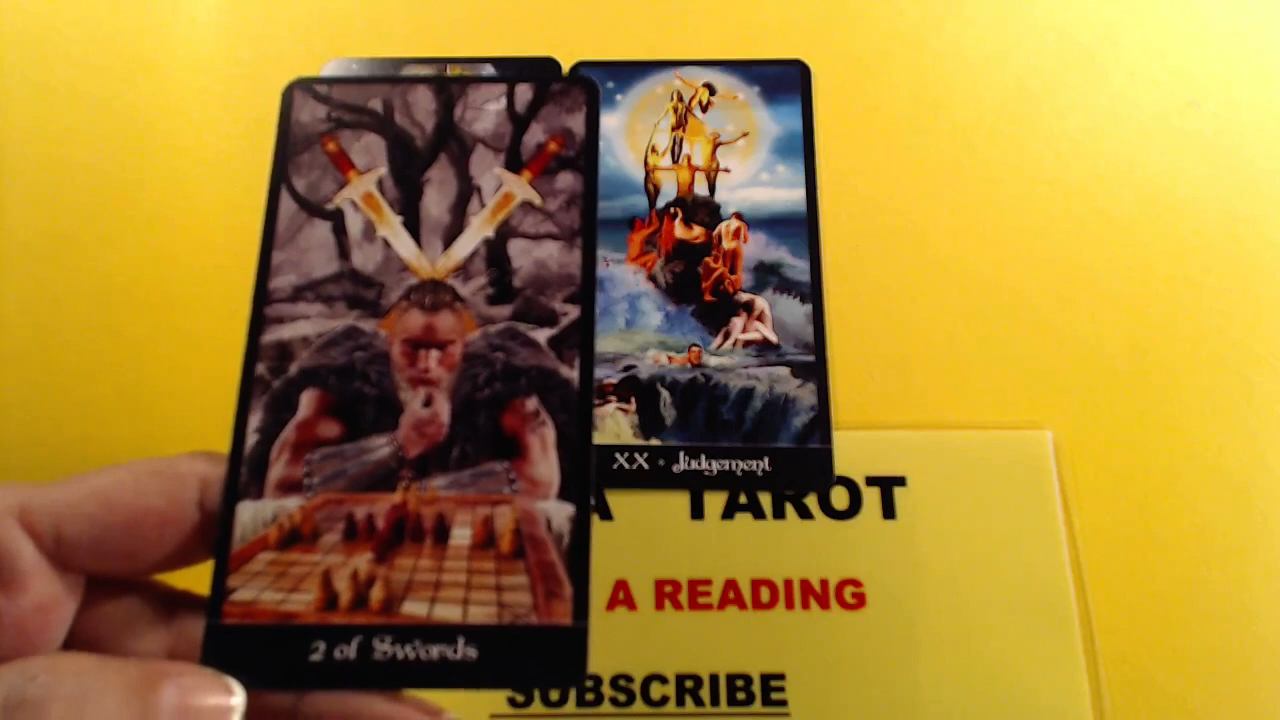 XX * Judgement
2 of Swords
A TAROT
A READING
SUBSCRIBE